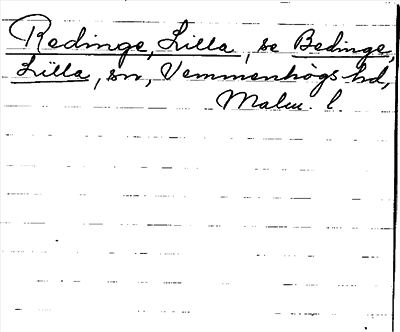 Redinge, Lilla, se Bedinge,
Lilla, sn, Vemmenhögs hd,
Malm. l.